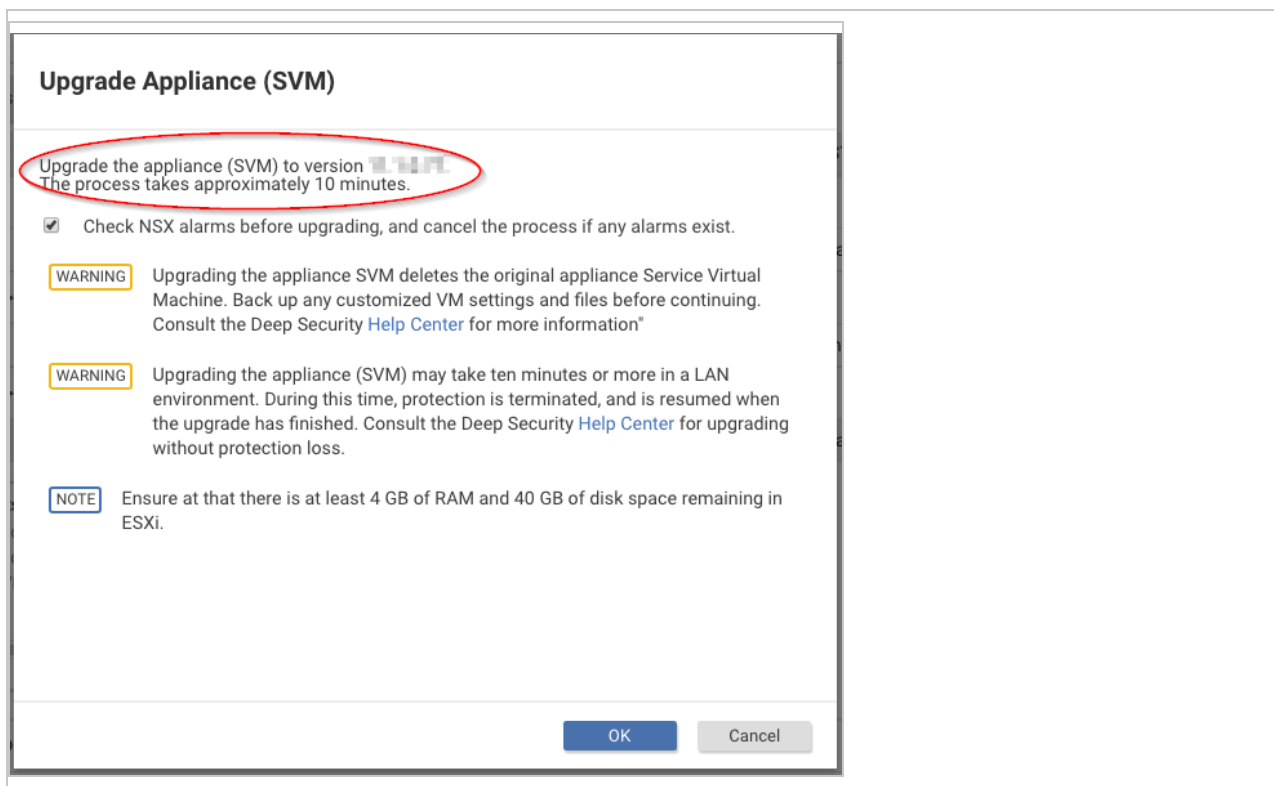 Upgrade Appliance (SVM)
Upgrade the appliance (SVM) to version
The process takes approximately 10 minutes.
Check NSX alarms before upgrading, and cancel the process if any alarms exist.
WARNING Upgrading the appliance SVM deletes the original appliance Service Virtual
Machine. Back up any customized VM settings and files before continuing.
Consult the Deep Security Help Center for more information"
WARNING Upgrading the appliance (SVM) may take ten minutes or more in a LAN
environment. During this time, protection is terminated, and is resumed when
the upgrade has finished. Consult the Deep Security Help Center for upgrading
without protection loss.
NOTE Ensure at that there is at least 4 GB of RAM and 40 GB of disk space remaining in
ESXi.
OK Cancel